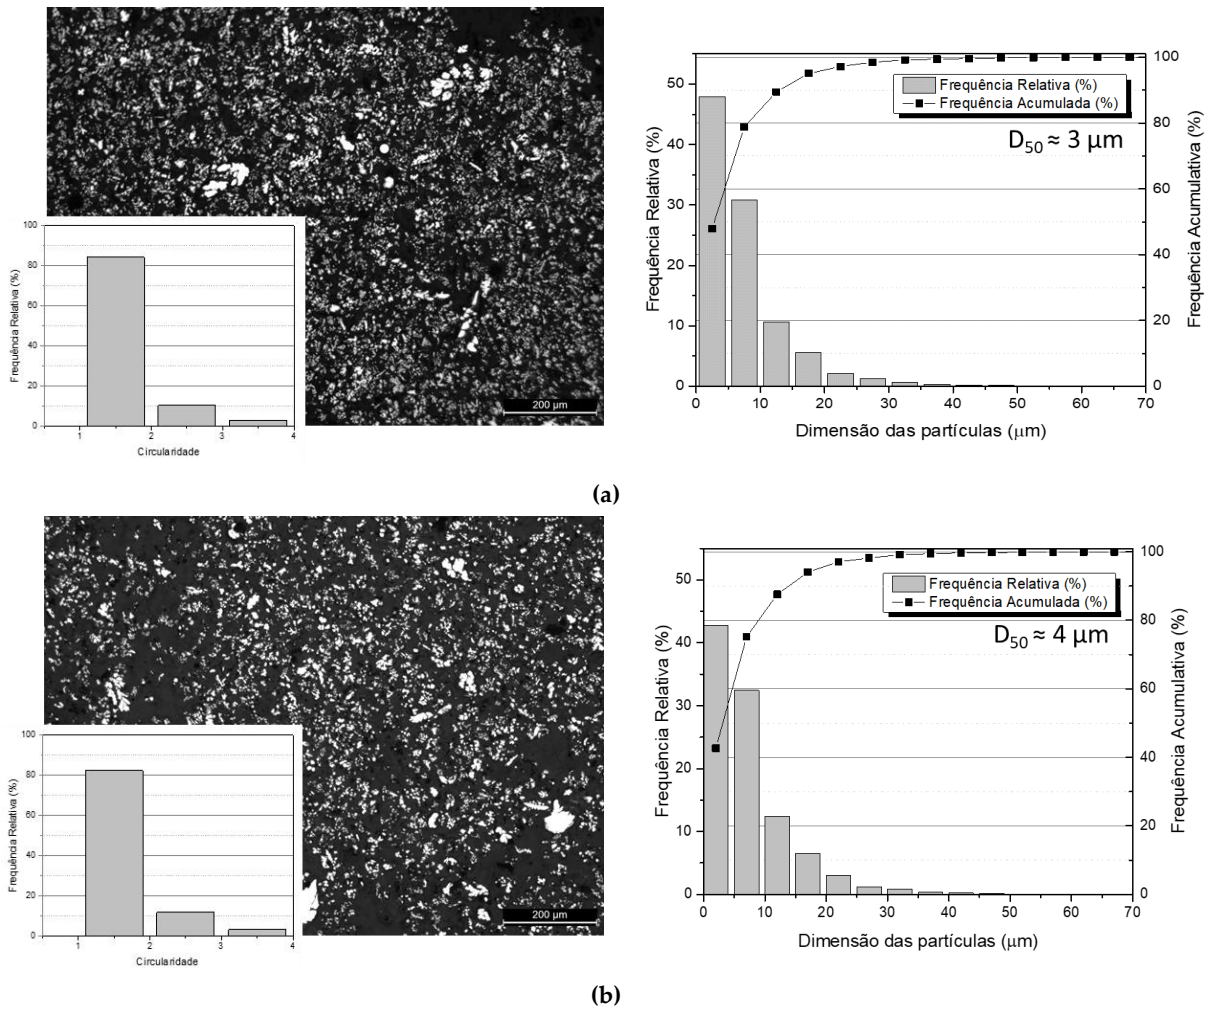 200 µm
100
80
60
40
20
0
1
2
3
4
Frequência Relativa (%)
Circularidade
50
40
30
20
10
0
Frequência Relativa (%)
Frequência Relativa (%)
Frequência Acumulada (%)
D50 ≈ 3 µm
100
80
60
40
20
0
Frequência Acumulativa (%)
0 10 20 30 40 50 60 70
Dimensão das partículas (µm)
(a)
200 µm
100
80
60
40
20
0
1
2
3
4
Frequência Relativa (%)
Circularidade
50
40
30
20
10
0
Frequência Relativa (%)
Frequência Relativa (%)
Frequência Acumulada (%)
D50 ≈ 4 µm
100
80
60
40
20
0
Frequência Acumulativa (%)
0 10 20 30 40 50 60 70
Dimensão das partículas (µm)
(b)